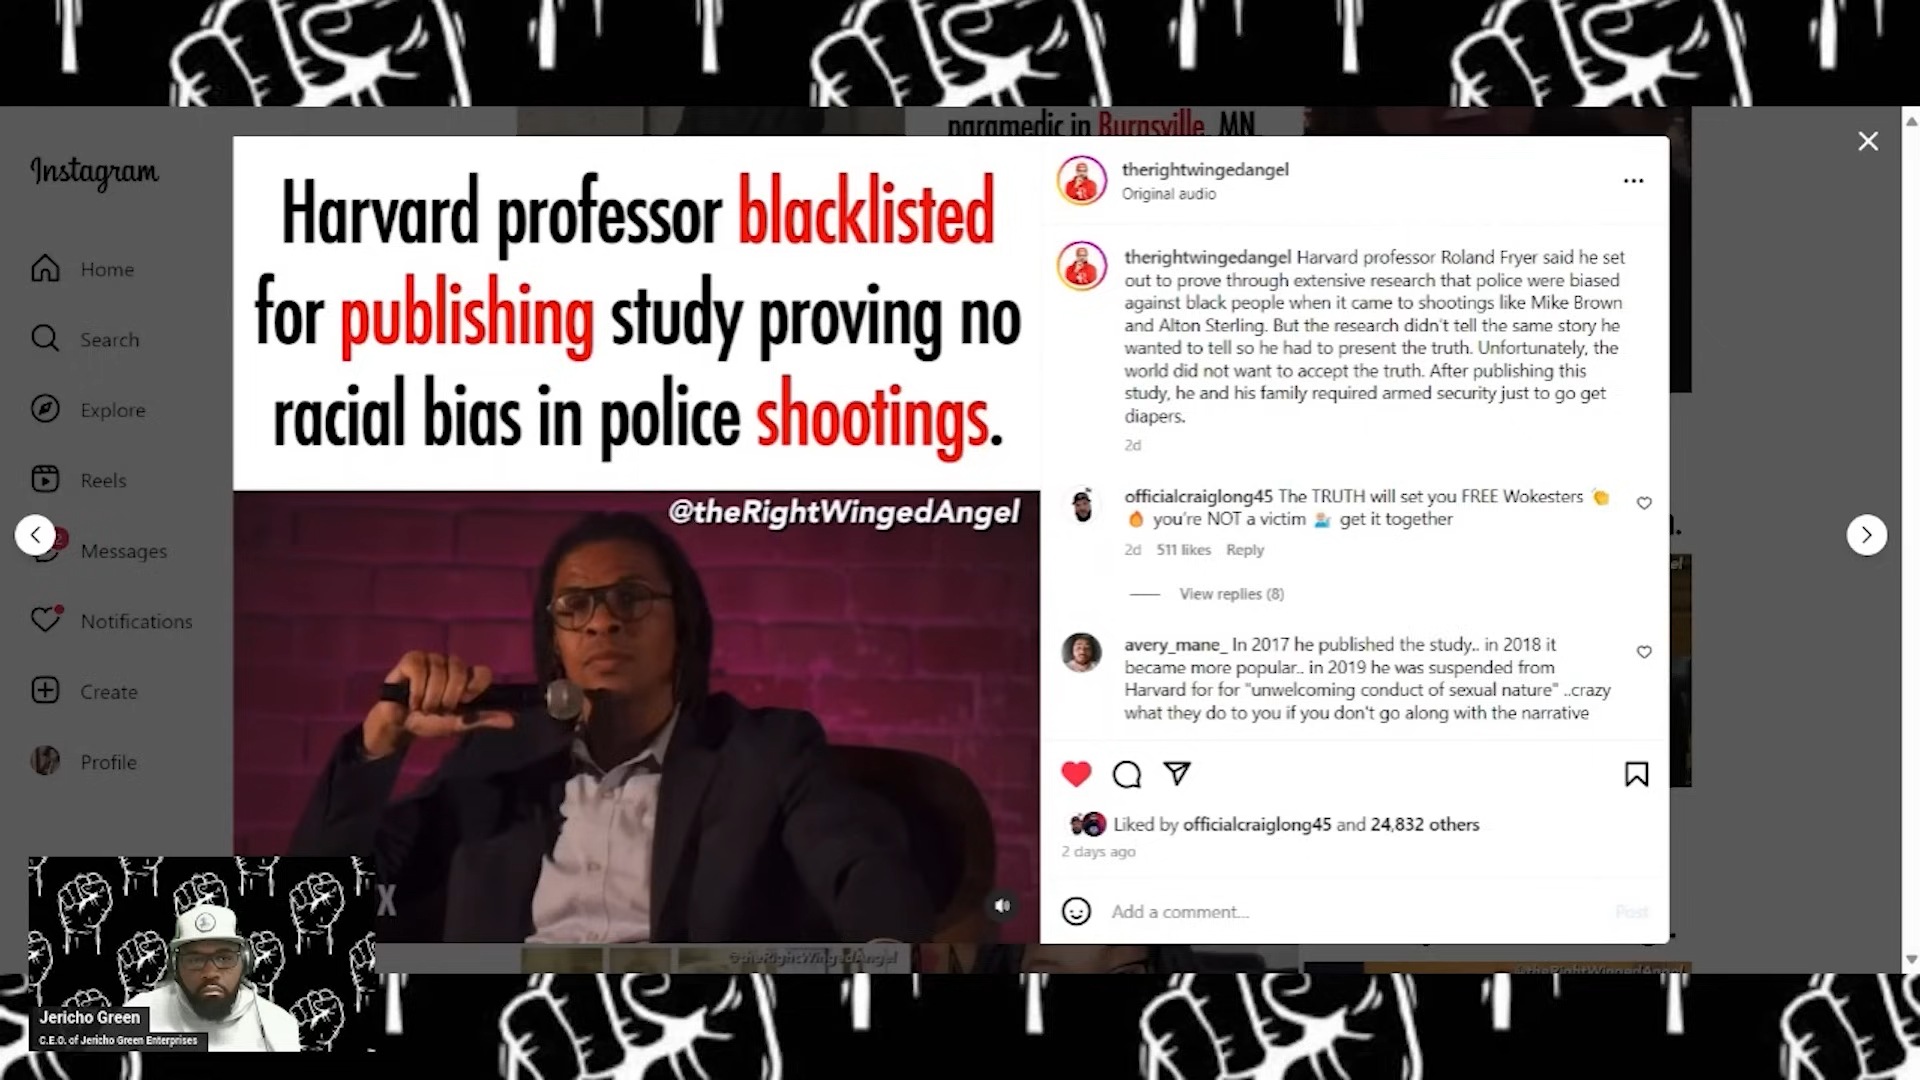 paramedic in Burnsville, MN.
Instagram
Home
Search
Explore
Reels
Messages
Notifications
Create
Profile
Harvard professor blacklisted
for publishing study proving no
racial bias in police shootings.
@theRightWingedAngel
X
therightwingedangel
Original audio
therightwingedangel Harvard professor Roland Fryer said he set
out to prove through extensive research that police were biased
against black people when it came to shootings like Mike Brown
and Alton Sterling. But the research didn't tell the same story he
wanted to tell so he had to present the truth. Unfortunately, the
world did not want to accept the truth. After publishing this
study, he and his family required armed security just to go get
diapers.
2d
officialcraiglong45 The TRUTH will set you FREE Wokesters 👏
🔥 you're NOT a victim 💁🏼‍♂️ get it together
2d 511 likes Reply
View replies (8)
avery_mane_ In 2017 he published the study.. in 2018 it
became more popular.. in 2019 he was suspended from
Harvard for for "unwelcoming conduct of sexual nature" ..crazy
what they do to you if you don't go along with the narrative
Liked by officialcraiglong45 and 24,832 others
2 days ago
Add a comment...
Post
@theRightWingedAngel
@theRightWingedAngel
Jericho Green
C.E.O. of Jericho Green Enterprises